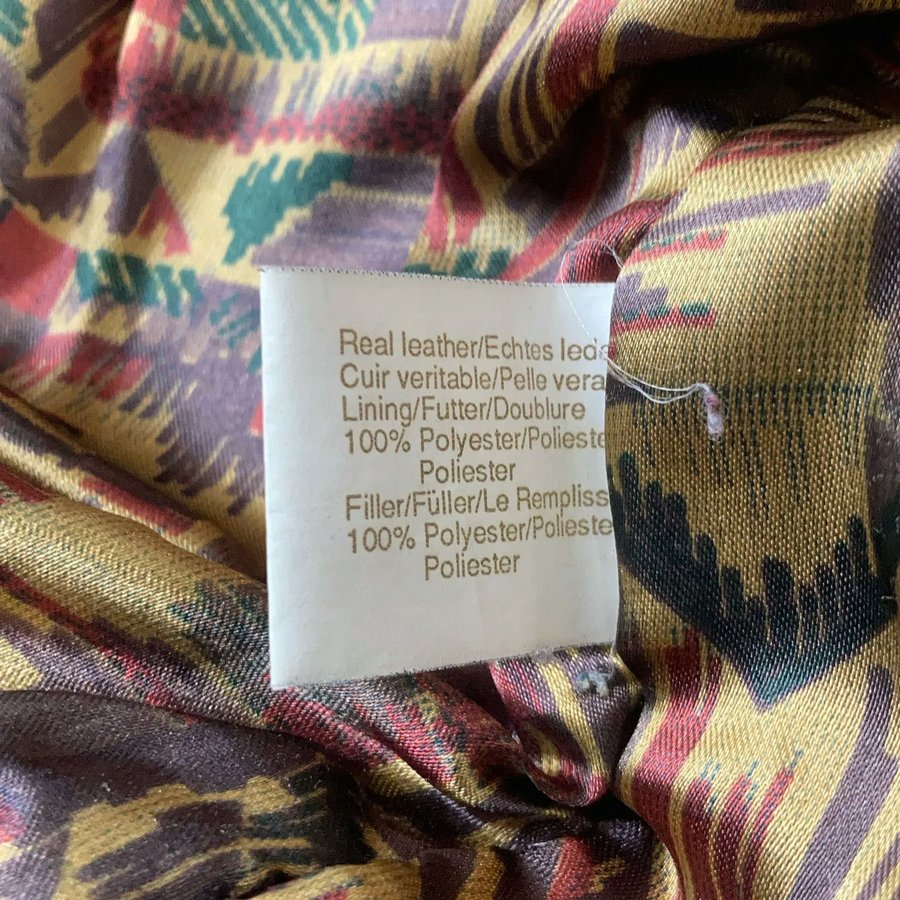 Real leather/Echtes lede
Cuir veritable/Pelle vera
Lining/Futter/Doublure
100% Polyester/Polieste
Poliester
Filler/Füller/Le Rempliss
100% Polyester/Polieste
Poliester